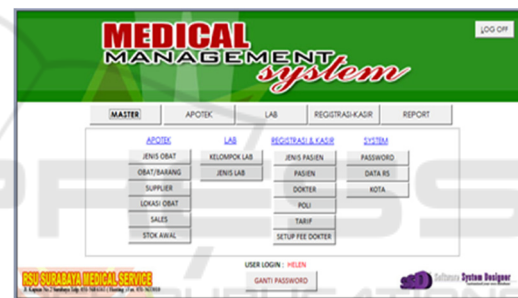 MEDICAL
MANAGEMENT
system
LOG OFF
MASTER APOTEK LAB REGISTRASI-KASIR REPORT
APOTEK LAB REGISTRASI & KASIR SYSTEM
JENIS OBAT KELOMPOK LAB JENIS PASIEN PASSWORD
OBAT/BARANG JENIS LAB PASIEN DATA RS
SUPPLIER DOKTER KOTA
LOKASI OBAT POLI
SALES TARIF
STOK AWAL SETUP FEE DOKTER
USER LOGIN : HELEN
GANTI PASSWORD
RSU SURABAYA MEDICAL SERVICE
SD Software System Designer